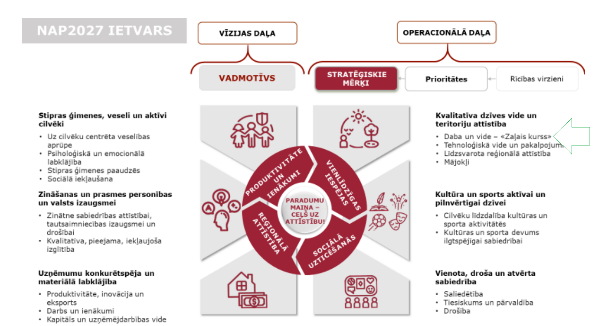 NAP2027 IETVARS
VĪZIJAS DAĻA
OPERACIONĀLĀ DAĻA
VADMOTĪVS
STRATĒĢISKIE
MĒRĶI
Prioritātes
Rīcības virzieni
Stipras ģimenes, veseli un aktīvi
cilvēki
• Uz cilvēku centrēta veselības
aprūpe
• Psiholoģiskā un emocionālā
labklājība
• Stipras ģimenes paaudzēs
• Sociālā iekļaušana
Zināšanas un prasmes personības
un valsts izaugsmei
• Zinātne sabiedrības attīstībai,
tautsaimniecības izaugsmei un
drošībai
• Kvalitatīva, pieejama, iekļaujoša
izglītība
Uzņēmumu konkurētspēja un
materiālā labklājība
• Produktivitāte, inovācija un
eksports
• Darbs un ienākumi
• Kapitāls un uzņēmējdarbības vide
PRODUKTIVITĀTE
UN
IENĀKUMI
VIENLĪDZĪGAS
IESPĒJAS
PARADUMU
MAIŅA –
CEĻŠ UZ
ATTĪSTĪBU!
REĢIONĀLĀ
ATTĪSTĪBA
SOCIĀLĀ
UZTICĒŠANĀS
Kvalitatīva dzīves vide un
teritoriju attīstība
• Daba un vide – «Zaļais kurss»
• Tehnoloģiskā vide un pakalpojumi
• Līdzsvarota reģionālā attīstība
• Mājokļi
Kultūra un sports aktīvai un
pilnvērtīgai dzīvei
• Cilvēku līdzdalība kultūras un
sporta aktivitātēs
• Kultūras un sporta devums
ilgtspējīgai sabiedrībai
Vienota, droša un atvērta
sabiedrība
• Saliedētība
• Tiesiskums un pārvaldība
• Drošība